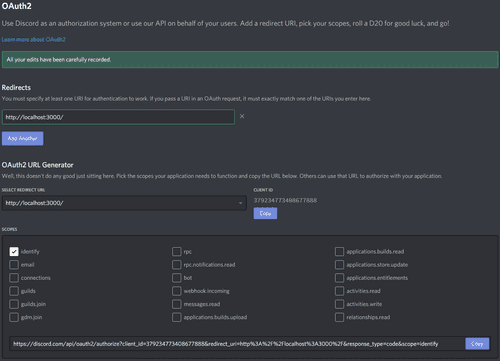 OAuth2
Use Discord as an authorization system or use our API on behalf of your users. Add a redirect URI, pick your scopes, roll a D20 for good luck, and go!
Learn more about OAuth2
All your edits have been carefully recorded.
Redirects
You must specify at least one URI for authentication to work. If you pass a URI in an OAuth request, it must exactly match one of the URIs you enter here.
http://localhost:3000/
Add Another
OAuth2 URL Generator
Well, this doesn't do any good just sitting here. Pick the scopes your application needs to function and copy the URL below. Others can use that URL to authorize with your application.
SELECT REDIRECT URL
CLIENT ID
http://localhost:3000/
379234773408677888
Copy
SCOPES
identify
rpc
applications.builds.read
email
rpc.notifications.read
applications.store.update
connections
bot
applications.entitlements
guilds
webhook.incoming
activities.read
guilds.join
messages.read
activities.write
gdm.join
applications.builds.upload
relationships.read
https://discord.com/api/oauth2/authorize?client_id=379234773408677888&redirect_uri=http%3A%2F%2Flocalhost%3A3000%2F&response_type=code&scope=identify
Copy